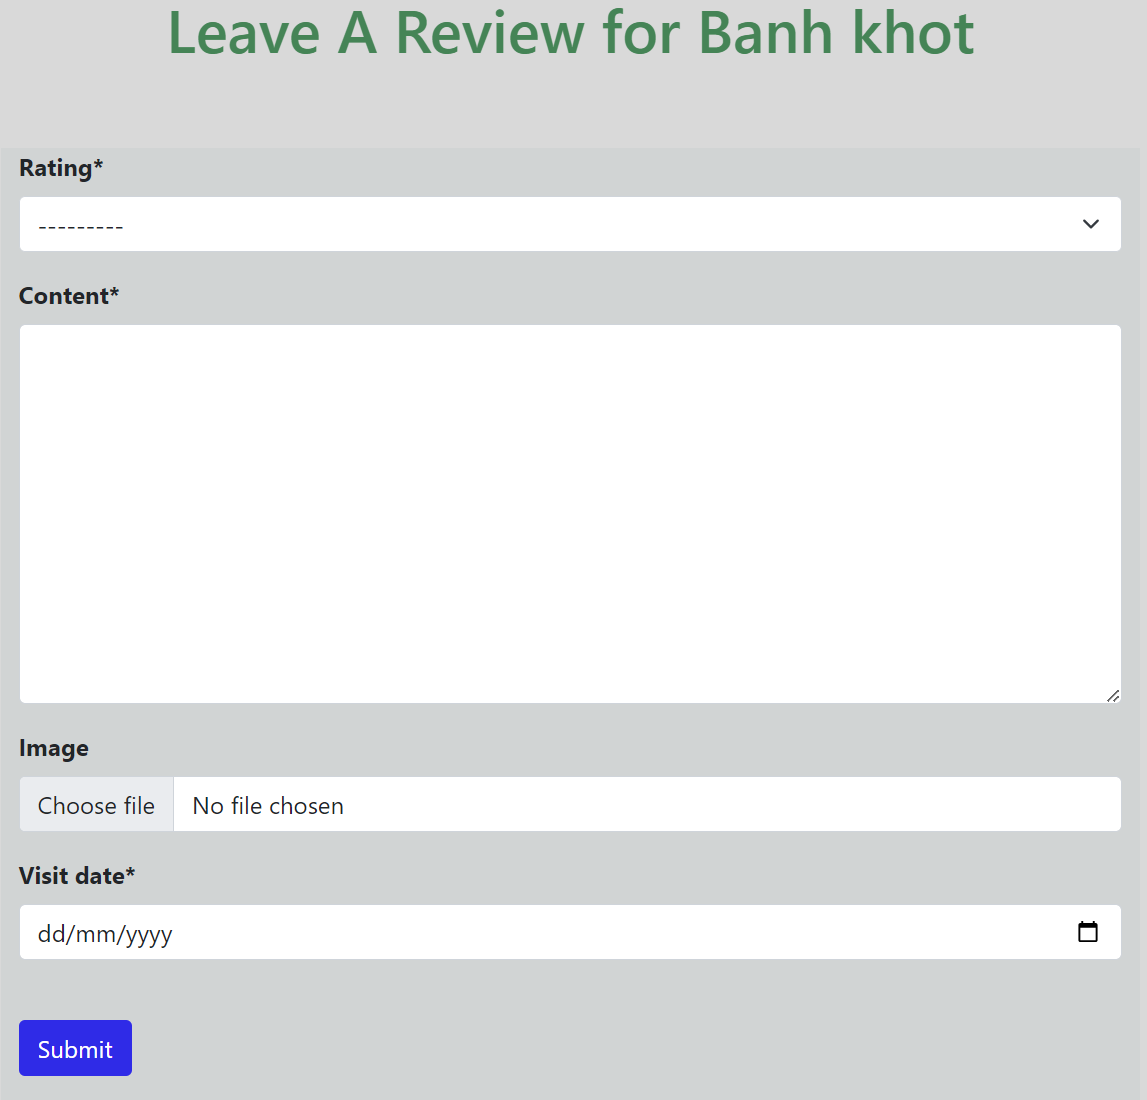 Leave A Review for Banh khot
Rating*
---------
Content*
Image
Choose file No file chosen
Visit date*
dd/mm/yyyy
Submit